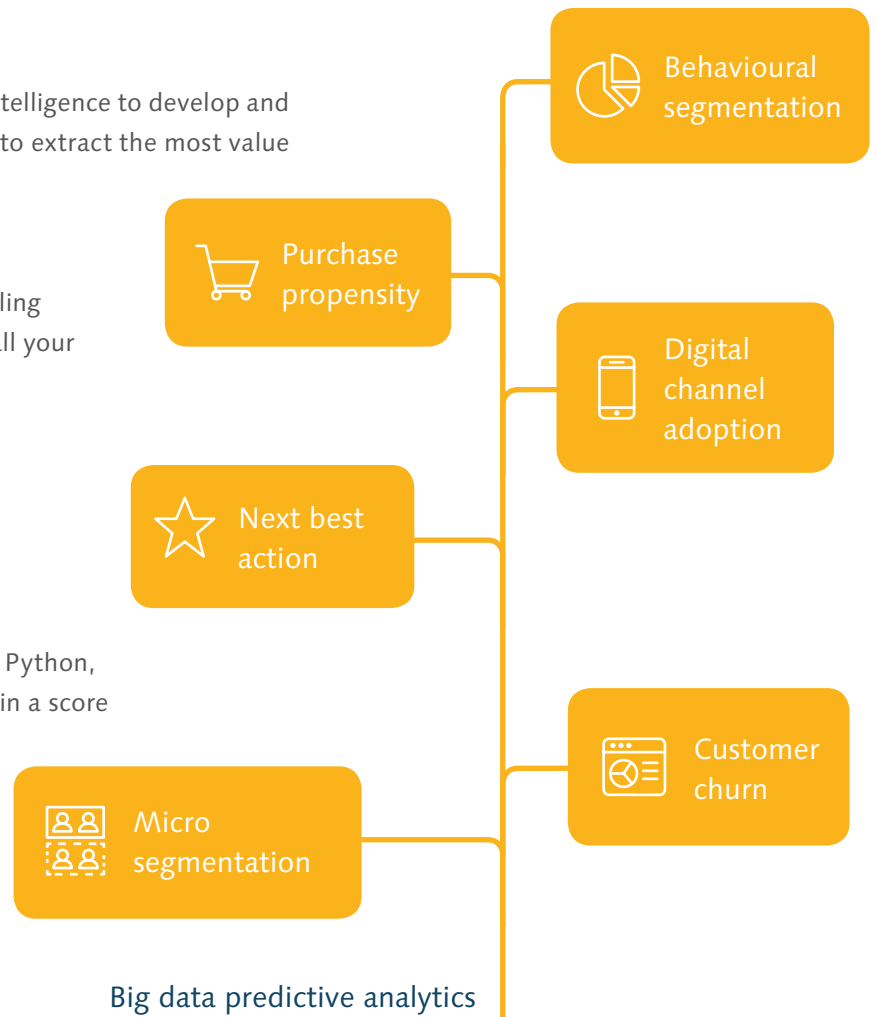 telligence to develop and
to extract the most value
ling
all your
Python,
in a score
Behavioural
segmentation
Purchase
propensity
Digital
channel
adoption
Next best
action
Customer
churn
Micro
segmentation
Big data predictive analytics